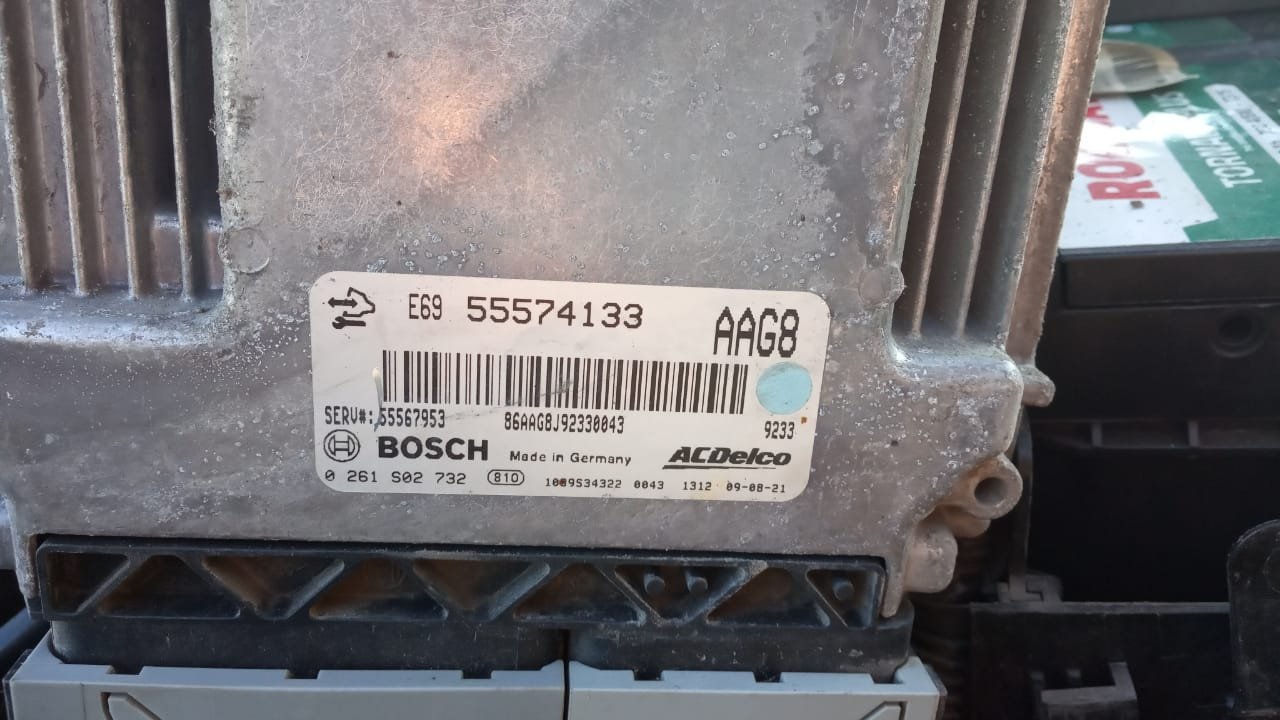 E69 55574133
AAG8
SERV#: 55567953 86AAG8J92330043 9233
BOSCH Made in Germany ACDelco
0 261 S02 732 810 1039S34322 0043 1312 09-08-21